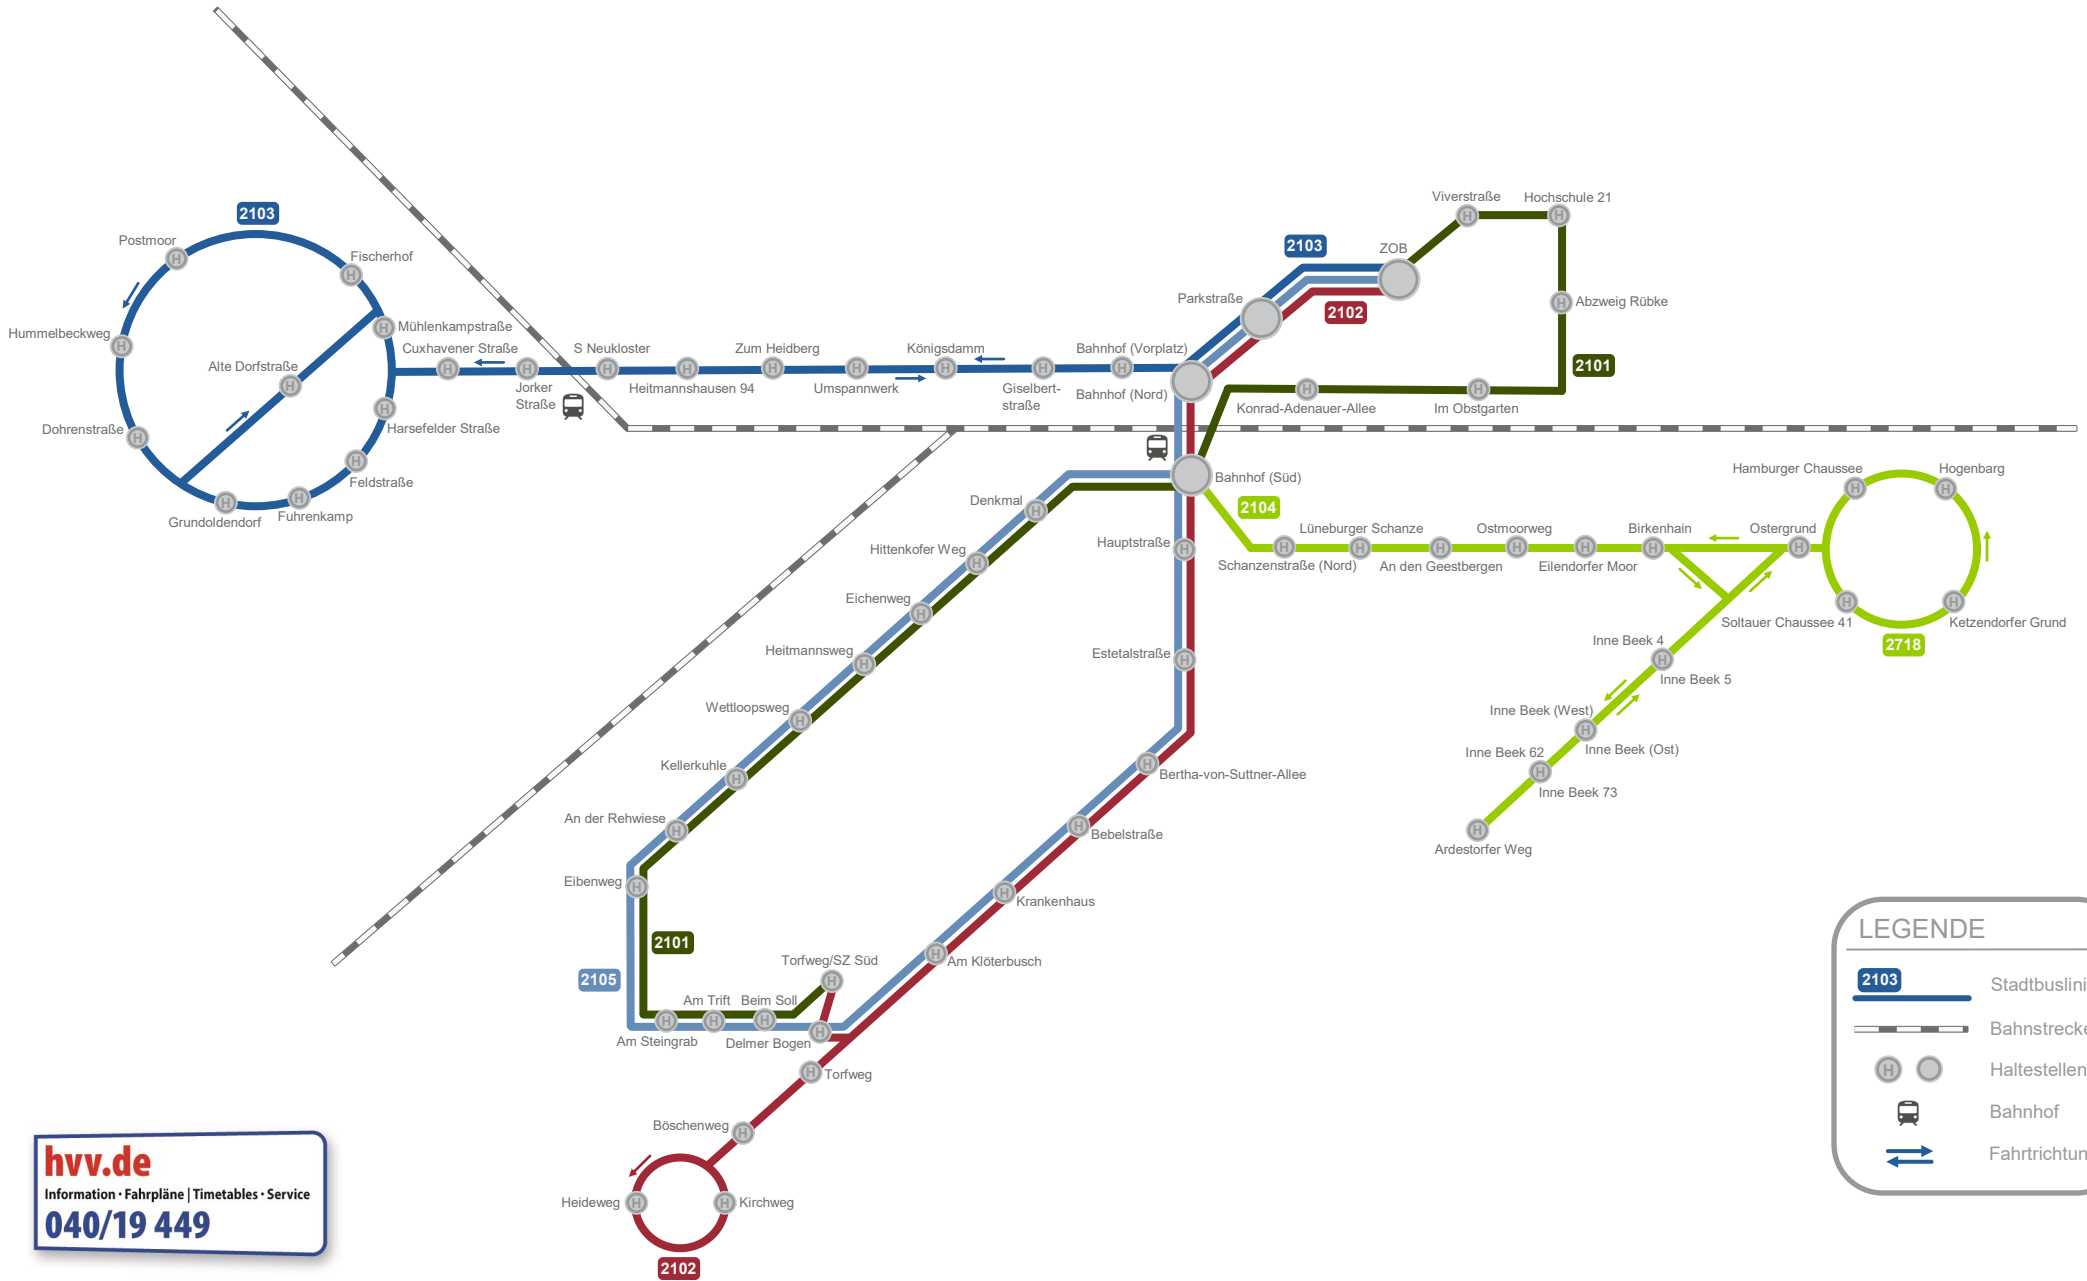 Viverstraße
Hochschule 21
2103
Postmoor
Fischerhof
2103
ZOB
Parkstraße
2102
Abzweig Rübke
Hummelbeckweg
Mühlenkampstraße
Cuxhavener Straße
S Neukloster
Zum Heidberg
Königsdamm
Bahnhof (Vorplatz)
Alte Dorfstraße
Jorker
Straße
Heitmannshausen 94
Umspannwerk
Giselbert-
straße
Bahnhof (Nord)
2101
Konrad-Adenauer-Allee
Im Obstgarten
Dohrenstraße
Harsefelder Straße
Feldstraße
Fuhrenkamp
Grundoldendorf
Bahnhof (Süd)
Hamburger Chaussee
Hogenbarg
Denkmal
2104
Lüneburger Schanze
Ostmoorweg
Birkenhain
Ostergrund
Hauptstraße
Hittenkofer Weg
Schanzenstraße (Nord)
An den Geestbergen
Eilendorfer Moor
Eichenweg
Soltauer Chaussee 41
Ketzendorfer Grund
2718
Inne Beek 4
Inne Beek 5
Heitmannsweg
Estetalstraße
Wettloopsweg
Inne Beek (West)
Inne Beek (Ost)
Inne Beek 62
Inne Beek 73
Kellerkuhle
Bertha-von-Suttner-Allee
An der Rehwiese
Bebelstraße
Ardestorfer Weg
Eibenweg
Krankenhaus
2101
Torfweg/SZ Süd
Am Klöterbusch
2105
Am Trift
Beim Soll
Am Steingrab
Delmer Bogen
Torfweg
Böschenweg
Heideweg
Kirchweg
2102
LEGENDE
2103
Stadtbuslini
Bahnstrecke
Haltestellen
Bahnhof
Fahrtrichtun
hvv.de
Information · Fahrpläne | Timetables · Service
040/19 449